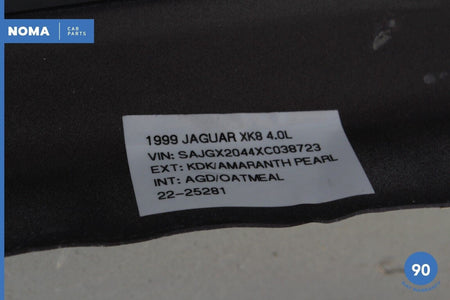 NOMA CAR PARTS
1999 JAGUAR XK8 4.0L
VIN: SAJGX2044XC038723
EXT: KDK/AMARANTH PEARL
INT: AGD/OATMEAL
22-25281
90